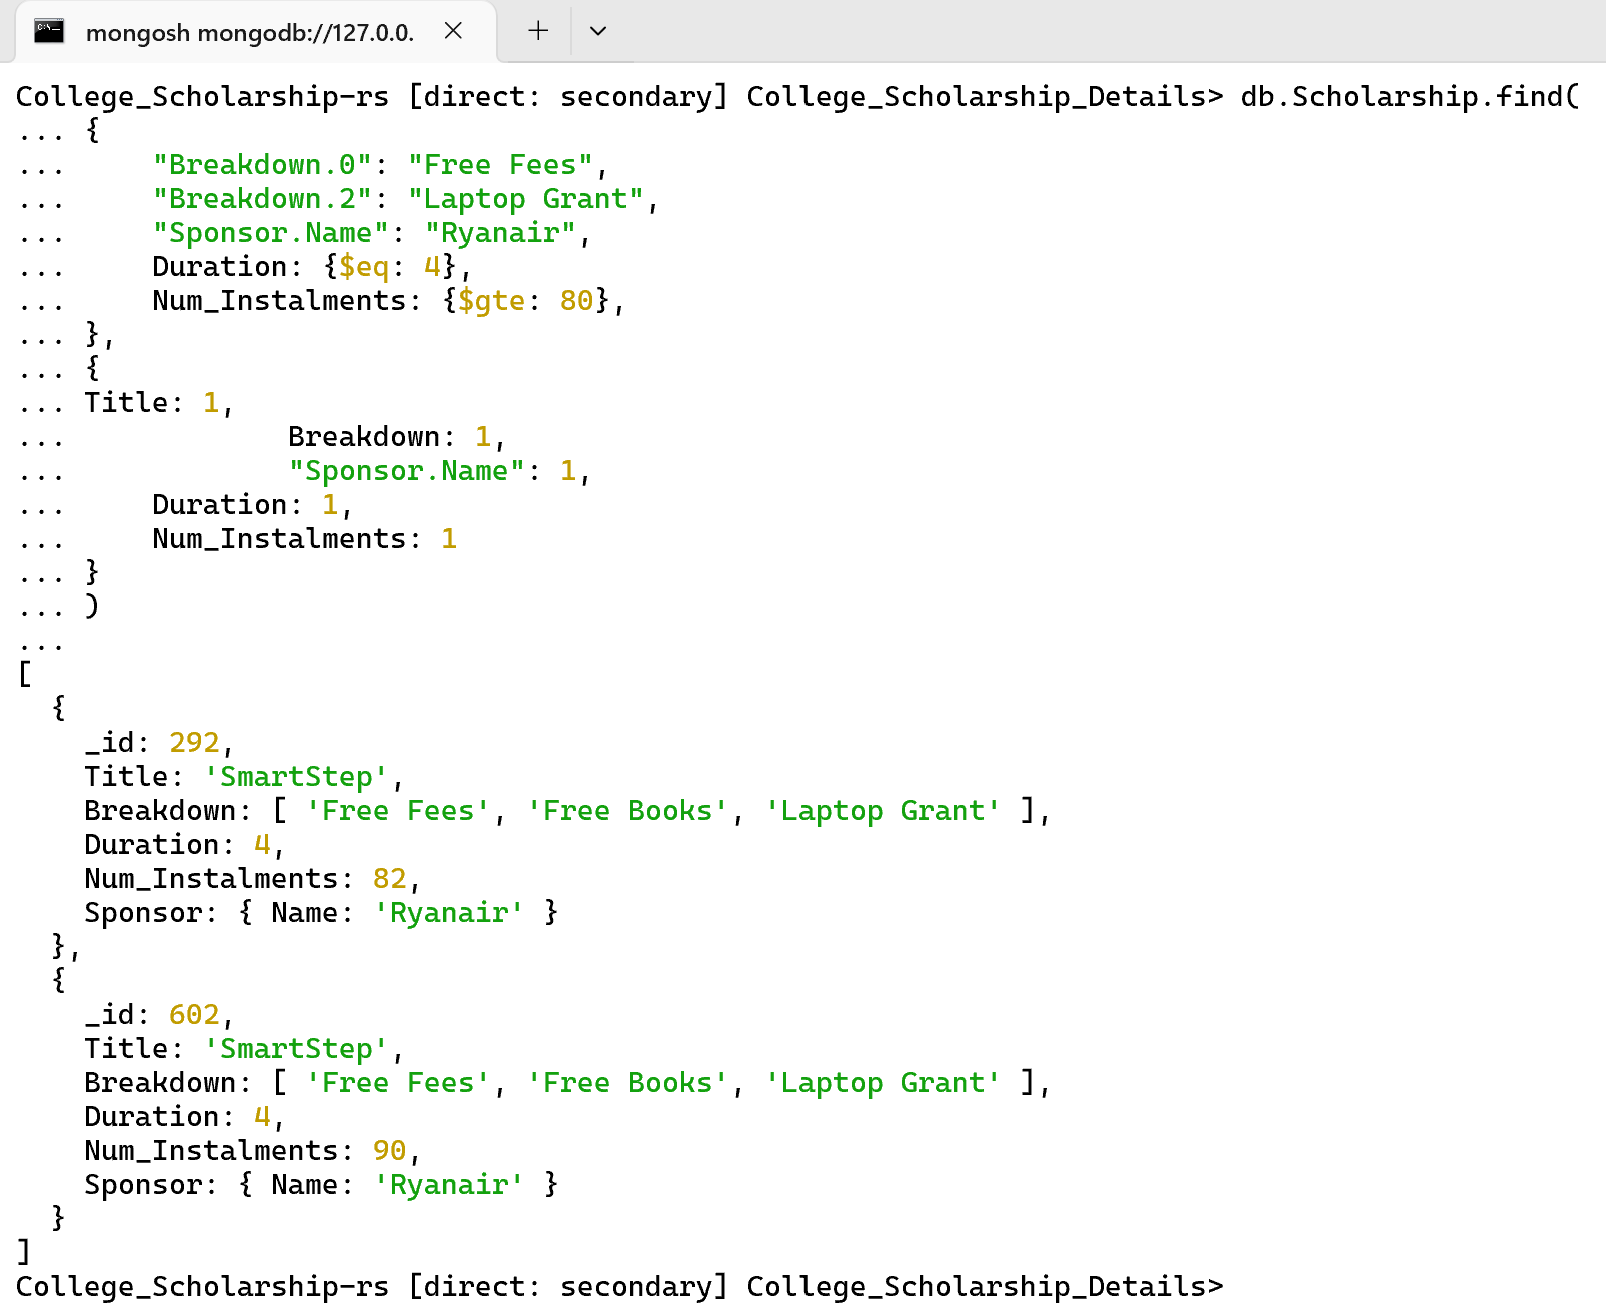 mongosh mongodb://127.0.0.
College_Scholarship-rs [direct: secondary] College_Scholarship_Details> db.Scholarship.find(
... {
...     "Breakdown.0": "Free Fees",
...     "Breakdown.2": "Laptop Grant",
...     "Sponsor.Name": "Ryanair",
...     Duration: {$eq: 4},
...     Num_Instalments: {$gte: 80},
... },
... {
... Title: 1,
...             Breakdown: 1,
...             "Sponsor.Name": 1,
...     Duration: 1,
...     Num_Instalments: 1
... }
... )
...
[
  {
    _id: 292,
    Title: 'SmartStep',
    Breakdown: [ 'Free Fees', 'Free Books', 'Laptop Grant' ],
    Duration: 4,
    Num_Instalments: 82,
    Sponsor: { Name: 'Ryanair' }
  },
  {
    _id: 602,
    Title: 'SmartStep',
    Breakdown: [ 'Free Fees', 'Free Books', 'Laptop Grant' ],
    Duration: 4,
    Num_Instalments: 90,
    Sponsor: { Name: 'Ryanair' }
  }
]
College_Scholarship-rs [direct: secondary] College_Scholarship_Details>